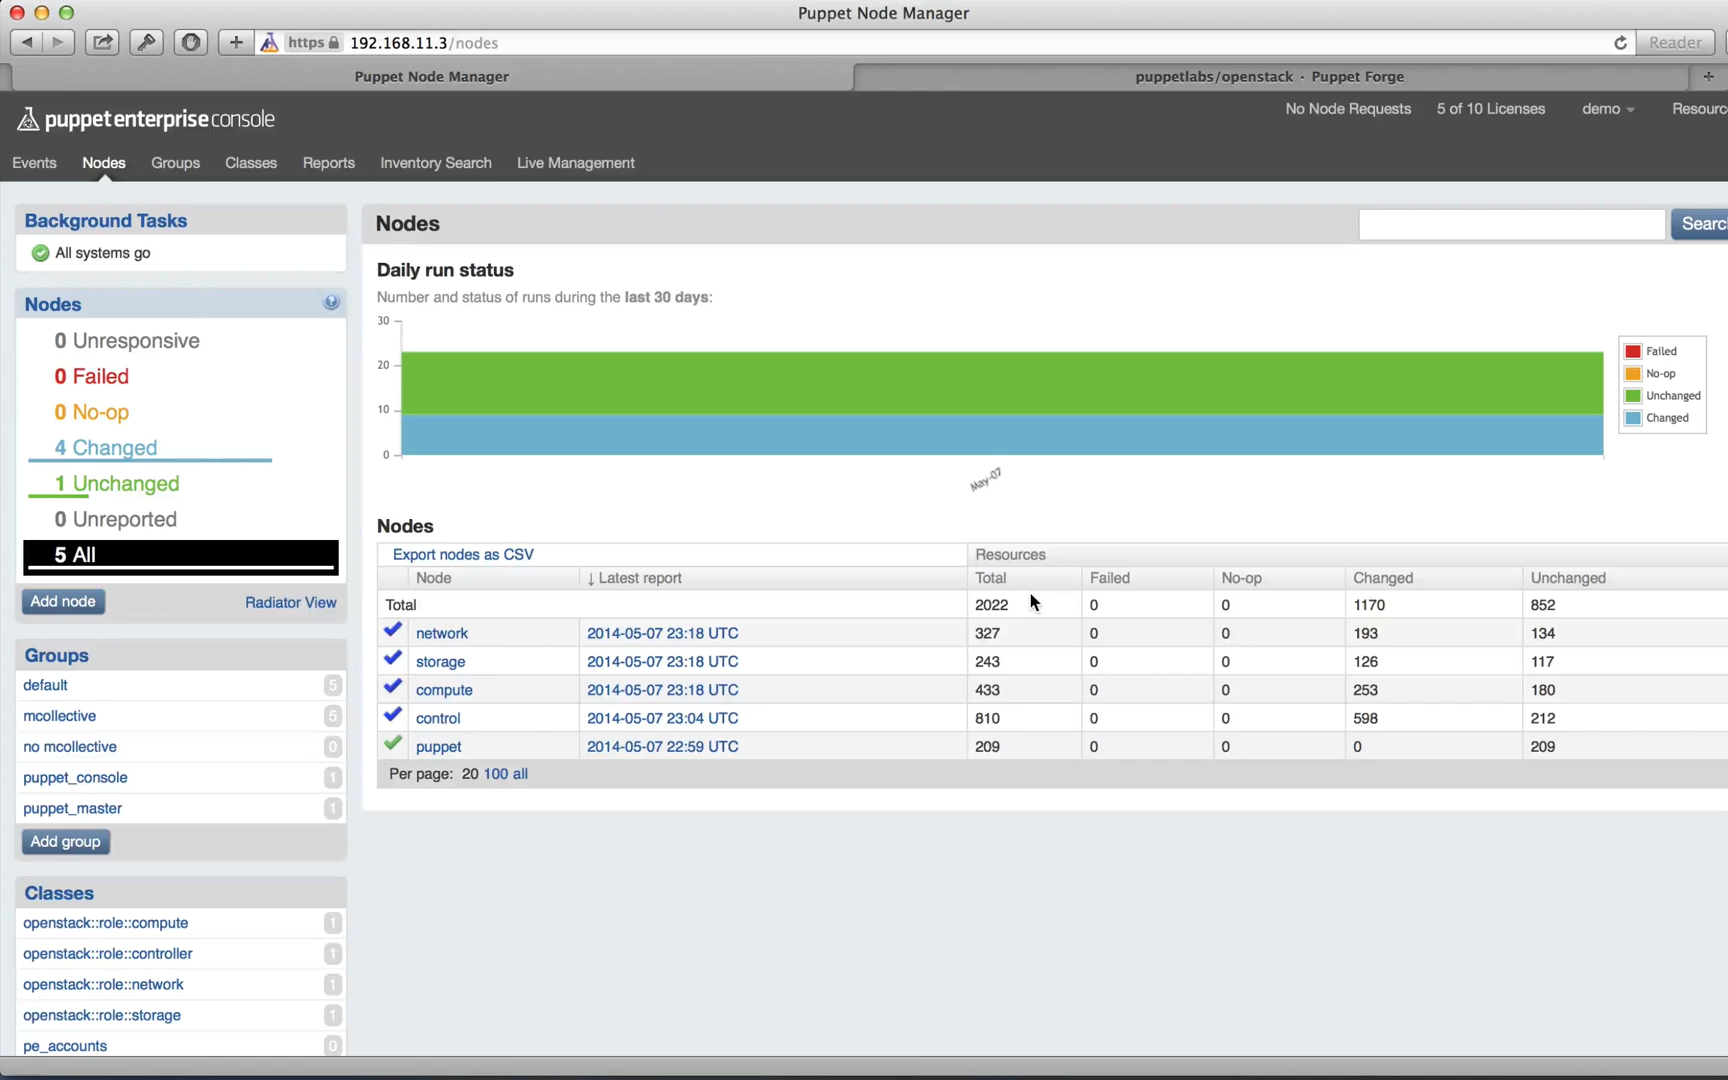 Puppet Node Manager
https 192.168.11.3/nodes
Reader
Puppet Node Manager
puppetlabs/openstack · Puppet Forge
+
puppet enterprise console
No Node Requests
5 of 10 Licenses
demo
Resourc
Events
Nodes
Groups
Classes
Reports
Inventory Search
Live Management
Background Tasks
All systems go
Nodes
0 Unresponsive
0 Failed
0 No-op
4 Changed
1 Unchanged
0 Unreported
5 All
Add node
Radiator View
Groups
default 5
mcollective 5
no mcollective 0
puppet_console 1
puppet_master 1
Add group
Classes
openstack::role::compute 1
openstack::role::controller 1
openstack::role::network 1
openstack::role::storage 1
pe_accounts 0
Nodes
Searc
Daily run status
Number and status of runs during the last 30 days:
30
20
10
0
May-07
Failed
No-op
Unchanged
Changed
Nodes
Export nodes as CSV
Resources
Node ↓ Latest report Total Failed No-op Changed Unchanged
Total 2022 0 0 1170 852
network 2014-05-07 23:18 UTC 327 0 0 193 134
storage 2014-05-07 23:18 UTC 243 0 0 126 117
compute 2014-05-07 23:18 UTC 433 0 0 253 180
control 2014-05-07 23:04 UTC 810 0 0 598 212
puppet 2014-05-07 22:59 UTC 209 0 0 0 209
Per page: 20 100 all